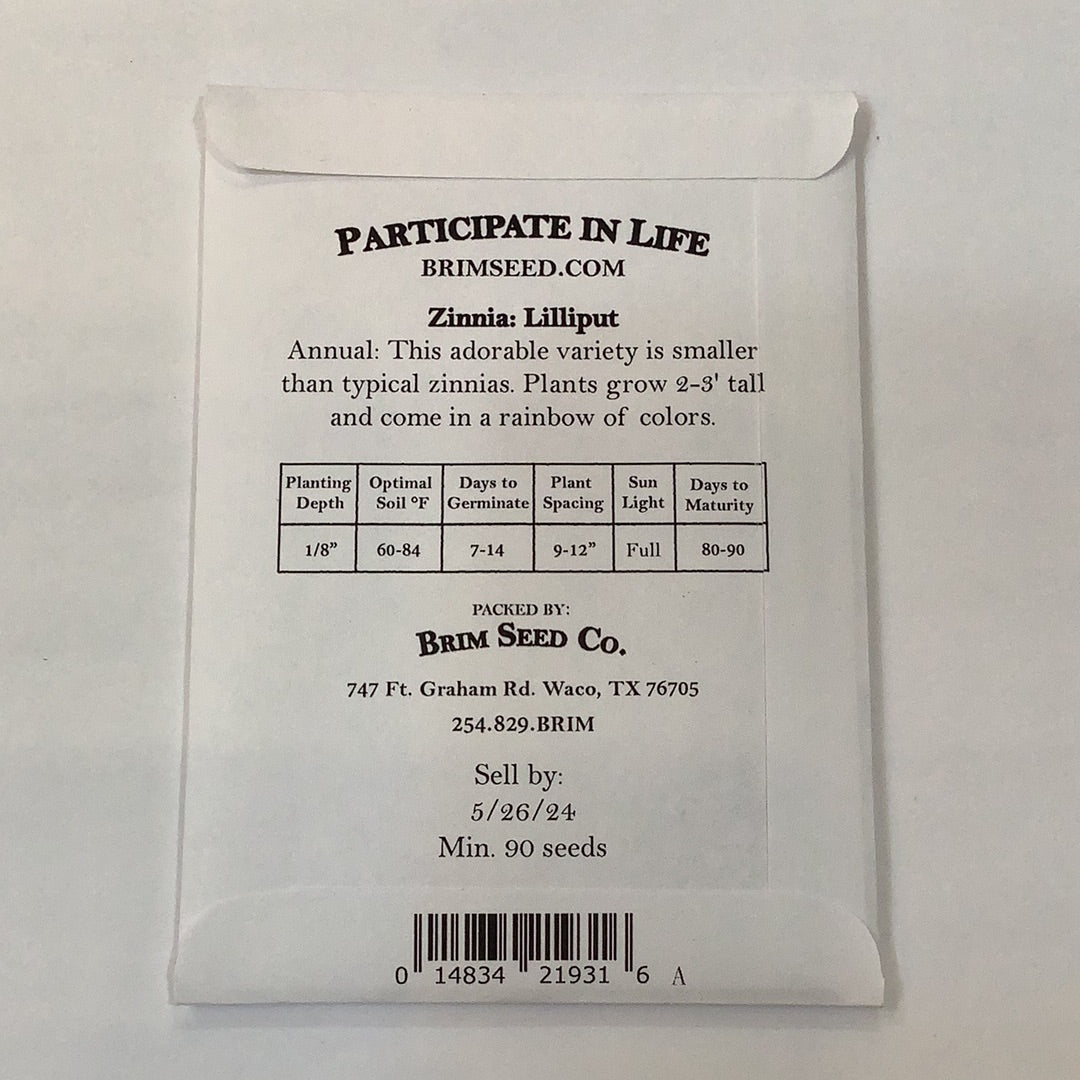 PARTICIPATE IN LIFE
BRIMSEED.COM
Zinnia: Lilliput
Annual: This adorable variety is smaller
than typical zinnias. Plants grow 2-3' tall
and come in a rainbow of colors.
Planting Depth Optimal Soil °F Days to Germinate Plant Spacing Sun Light Days to Maturity
1/8” 60-84 7-14 9-12” Full 80-90
PACKED BY:
BRIM SEED CO.
747 Ft. Graham Rd. Waco, TX 76705
254.829.BRIM
Sell by:
5/26/24
Min. 90 seeds
0 14834 21931 6 A